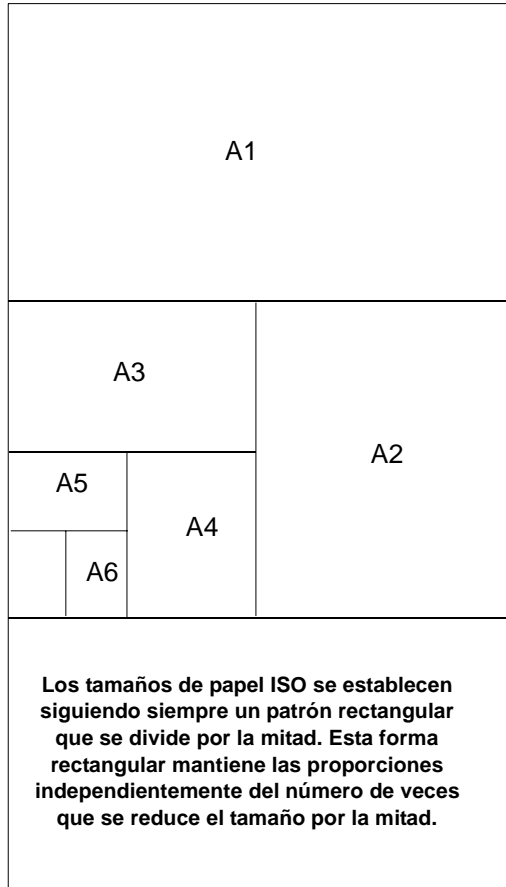 A1
A3
A2
A5
A4
A6
Los tamaños de papel ISO se establecen
siguiendo siempre un patrón rectangular
que se divide por la mitad. Esta forma
rectangular mantiene las proporciones
independientemente del número de veces
que se reduce el tamaño por la mitad.